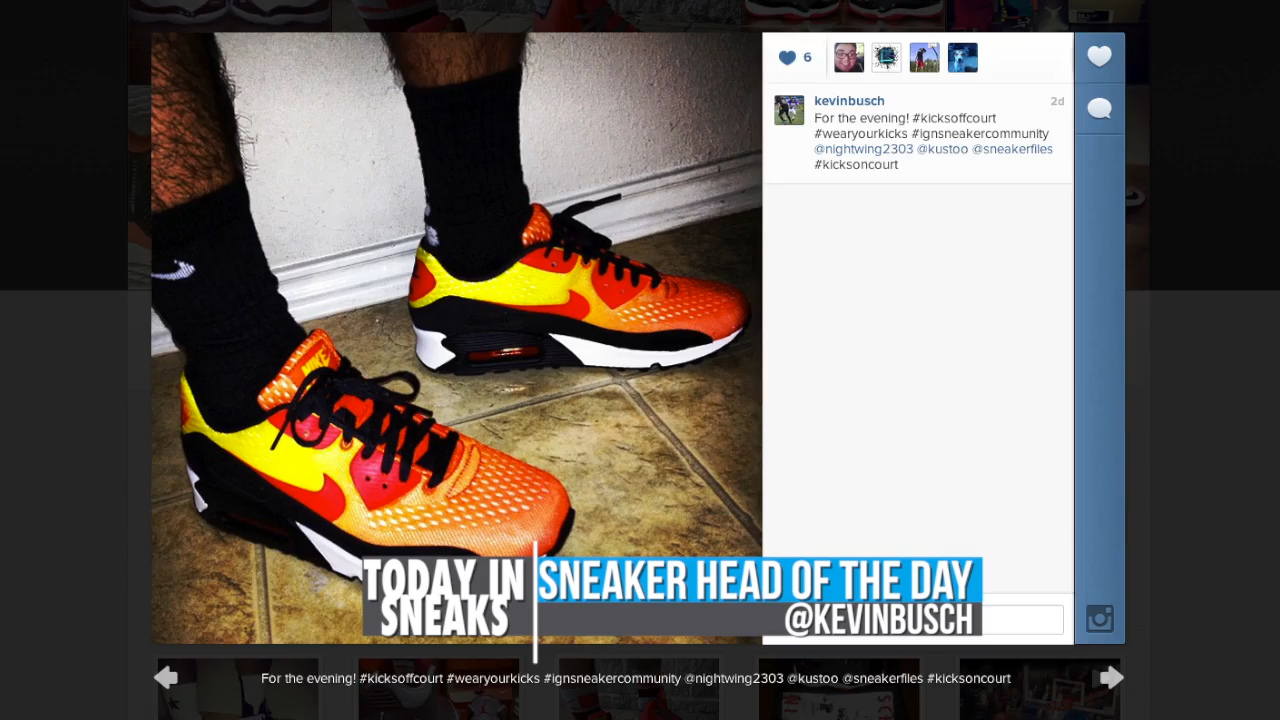 6
kevinbusch 2d
For the evening! #kicksoffcourt
#wearyourkicks #ignsneakercommunity
@nightwing2303 @kustoo @sneakerfiles
#kicksoncourt
NIKE
TODAY IN
SNEAKS
SNEAKER HEAD OF THE DAY
@KEVINBUSCH
For the evening! #kicksoffcourt #wearyourkicks #ignsneakercommunity @nightwing2303 @kustoo @sneakerfiles #kicksoncourt